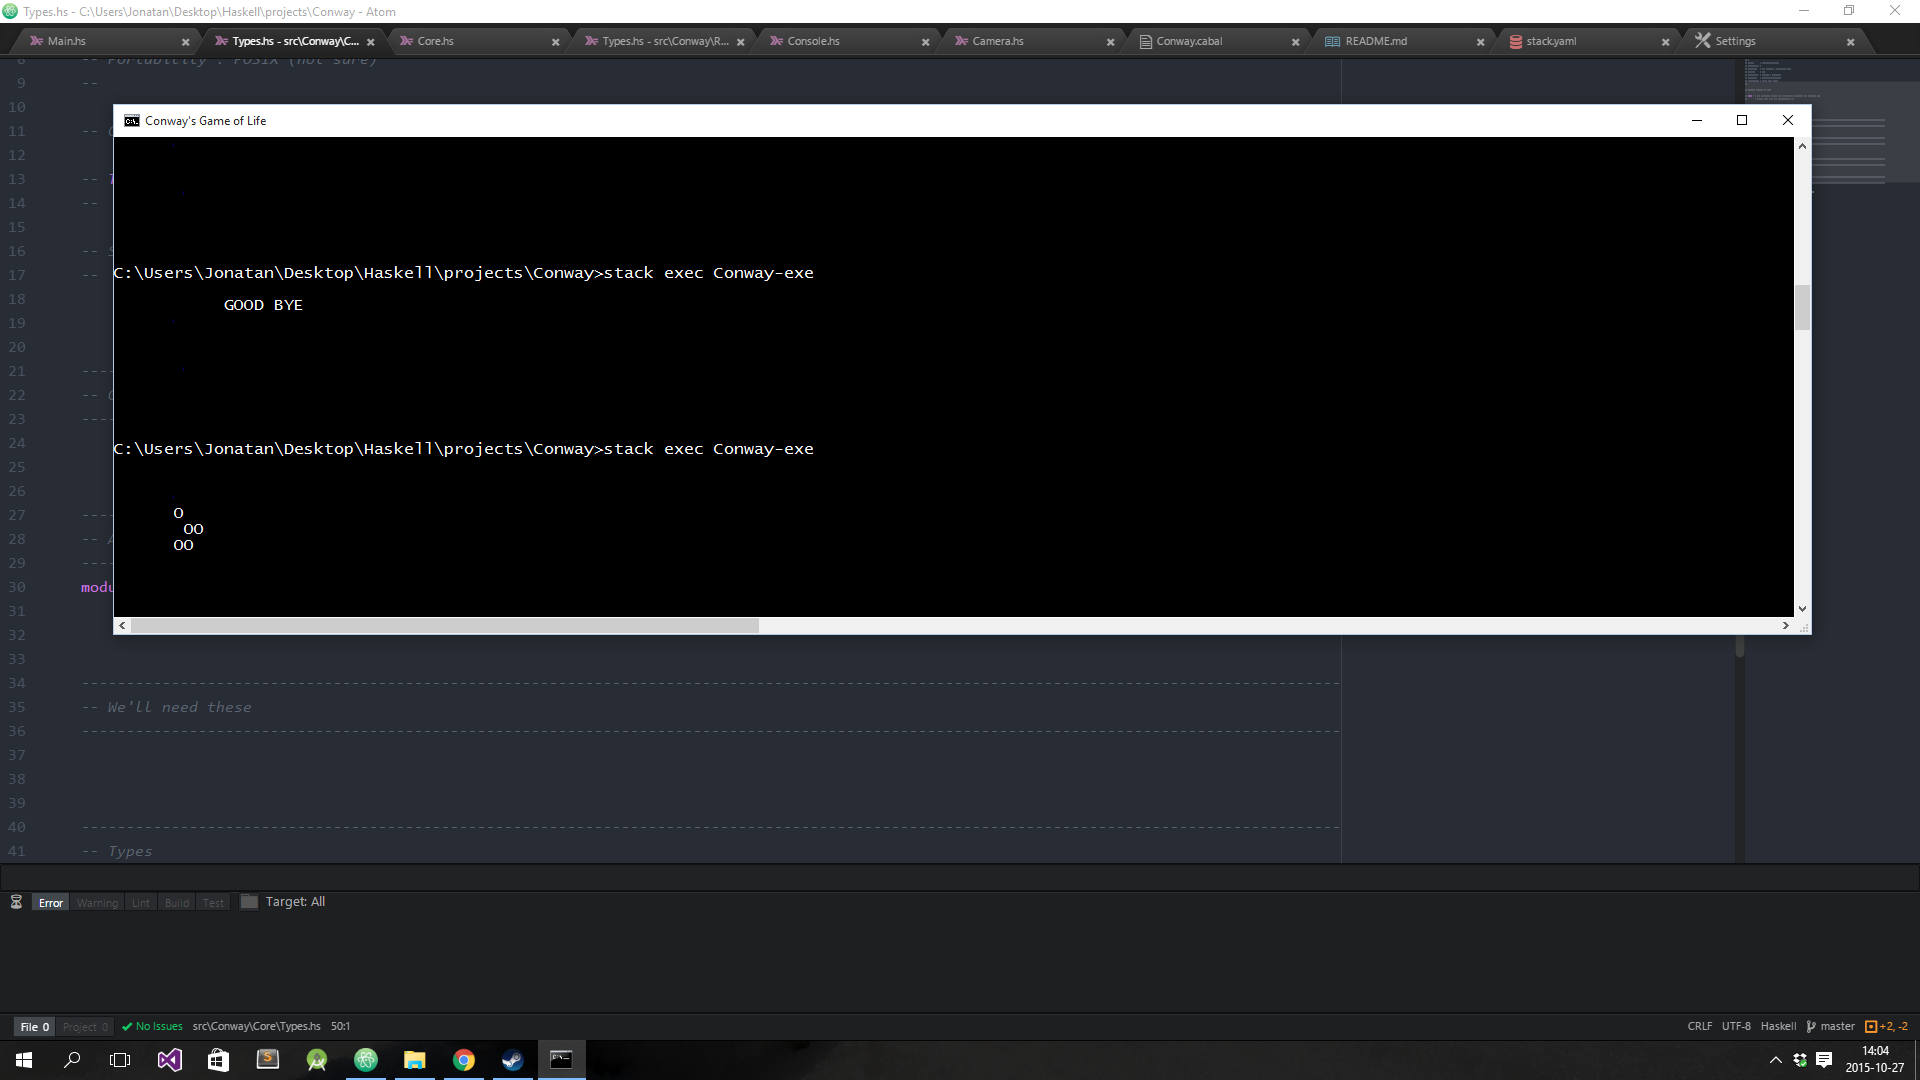 Types.hs - C:\Users\Jonatan\Desktop\Haskell\projects\Conway - Atom
Main.hs
Types.hs - src\Conway\C...
Core.hs
Types.hs - src\Conway\R...
Console.hs
Camera.hs
Conway.cabal
README.md
stack.yaml
Settings
8 -- Portability : POSIX (not sure)
9 --
10
11 --
12
13 --
14 --
15
16 --
17 --
18
19
20
21 ----
22 --
23 ----
24
25
26
27 ----
28 --
29 ----
30 modu
31
32
33
34 --------------------------------------------------------------------------------------------------------------------------------------------
35 -- We'll need these
36 --------------------------------------------------------------------------------------------------------------------------------------------
37
38
39
40 --------------------------------------------------------------------------------------------------------------------------------------------
41 -- Types
Conway's Game of Life
C:\Users\Jonatan\Desktop\Haskell\projects\Conway>stack exec Conway-exe
GOOD BYE
C:\Users\Jonatan\Desktop\Haskell\projects\Conway>stack exec Conway-exe
O
OO
OO
Error Warning Lint Build Test Target: All
File 0 Project 0 No Issues src\Conway\Core\Types.hs 50:1 CRLF UTF-8 Haskell master +2, -2
14:04
2015-10-27